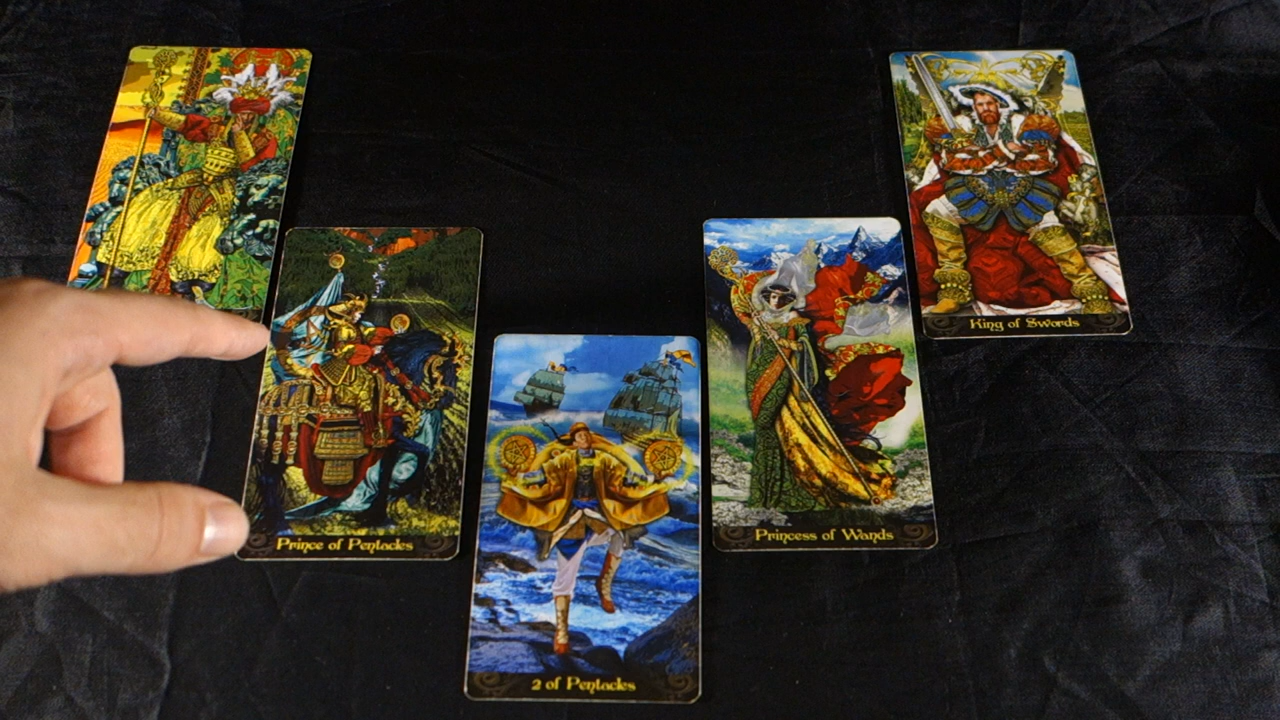 Prince of Pentacles
2 of Pentacles
Princess of Wands
King of Swords